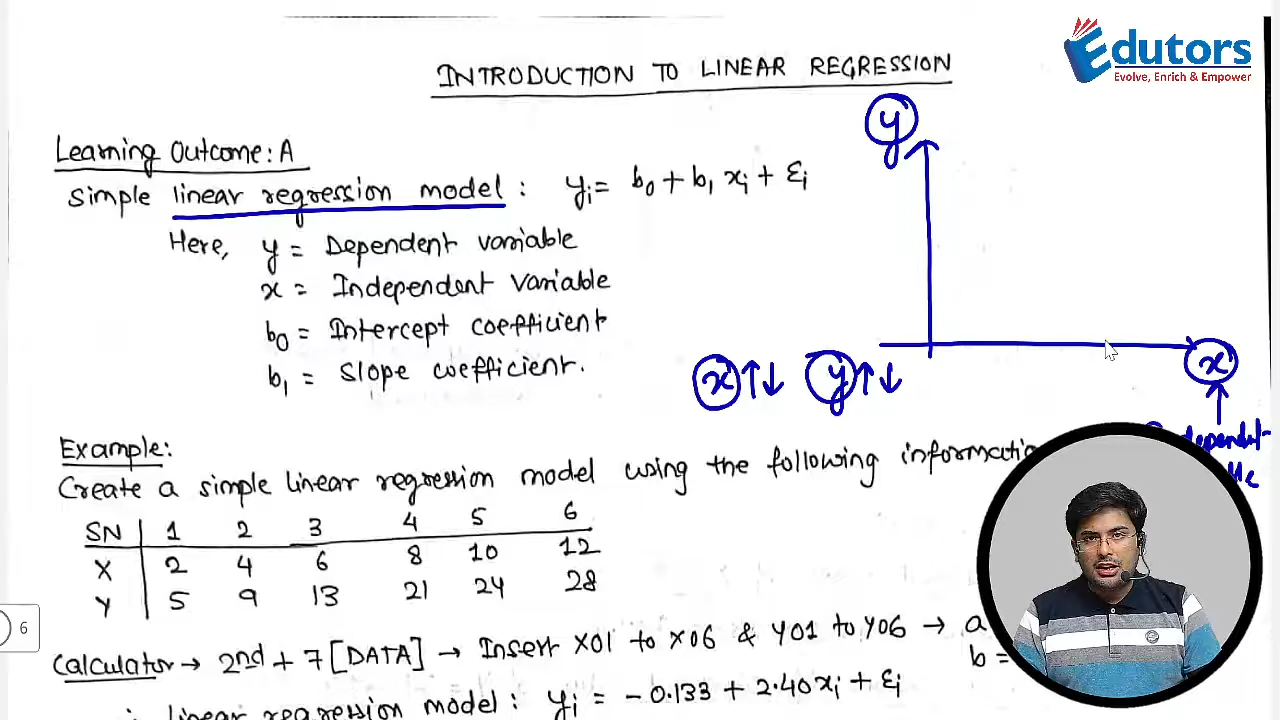 Edutors
Evolve, Enrich & Empower
INTRODUCTION TO LINEAR REGRESSION
Learning Outcome: A
Simple linear regression model : yi = b0 + b1 xi + εi
Here, y = Dependent variable
x = Independent variable
b0 = Intercept coefficient
b1 = Slope coefficient.
y
x
x ↑↓ y ↑↓
Example:
Create a simple linear regression model using the following
SN 1 2 3 4 5 6
X 2 4 6 8 10 12
Y 5 9 13 21 24 28
6
Calculator → 2nd + 7 [DATA] → Insert X01 to X06 & Y01 to Y06 → a
b =
∴ linear regression model : yi = - 0.133 + 2.40xi + εi